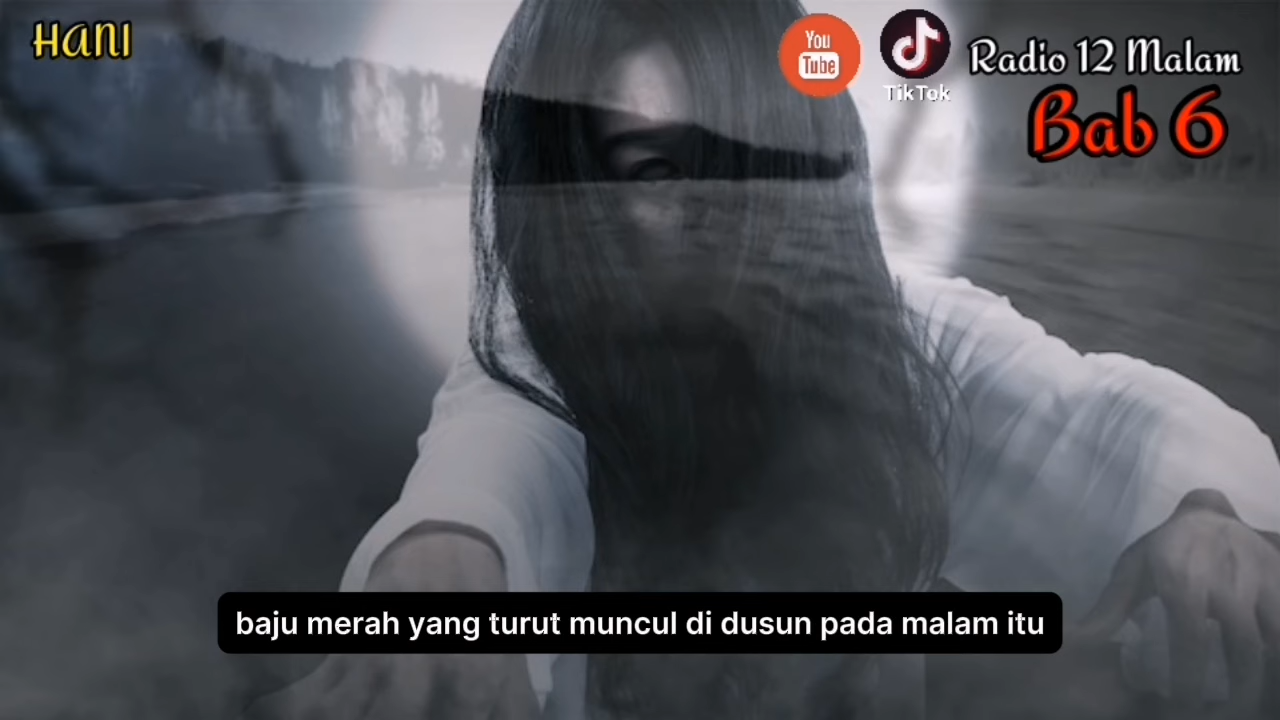 HANI
You
Tube
TikTok
Radio 12 Malam
Bab 6
baju merah yang turut muncul di dusun pada malam itu